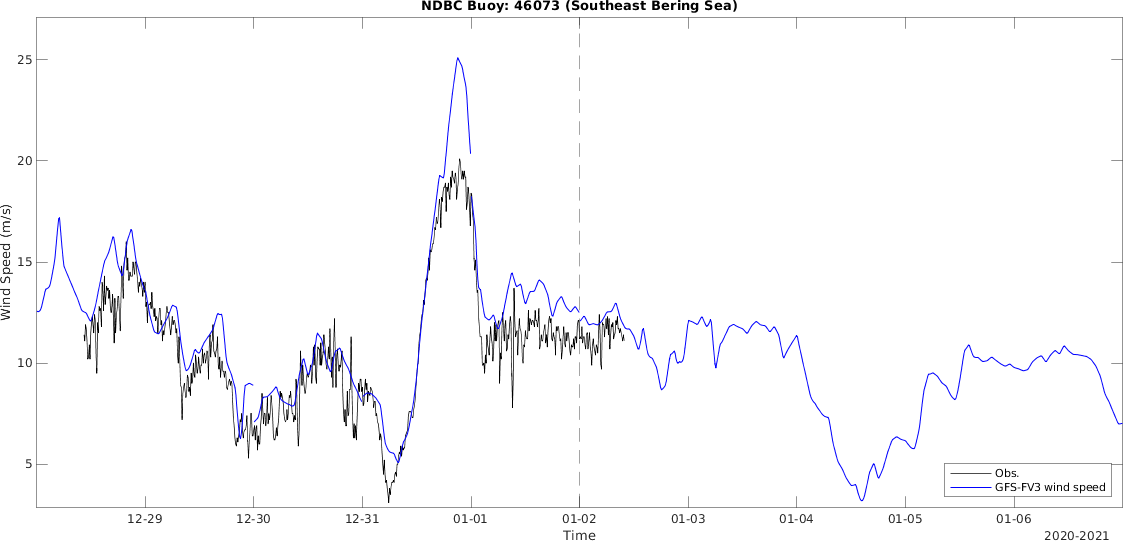 NDBC Buoy: 46073 (Southeast Bering Sea)
25
20
15
10
5
Wind Speed (m/s)
Obs.
GFS-FV3 wind speed
12-29 12-30 12-31 01-01 01-02 01-03 01-04 01-05 01-06
Time
2020-2021